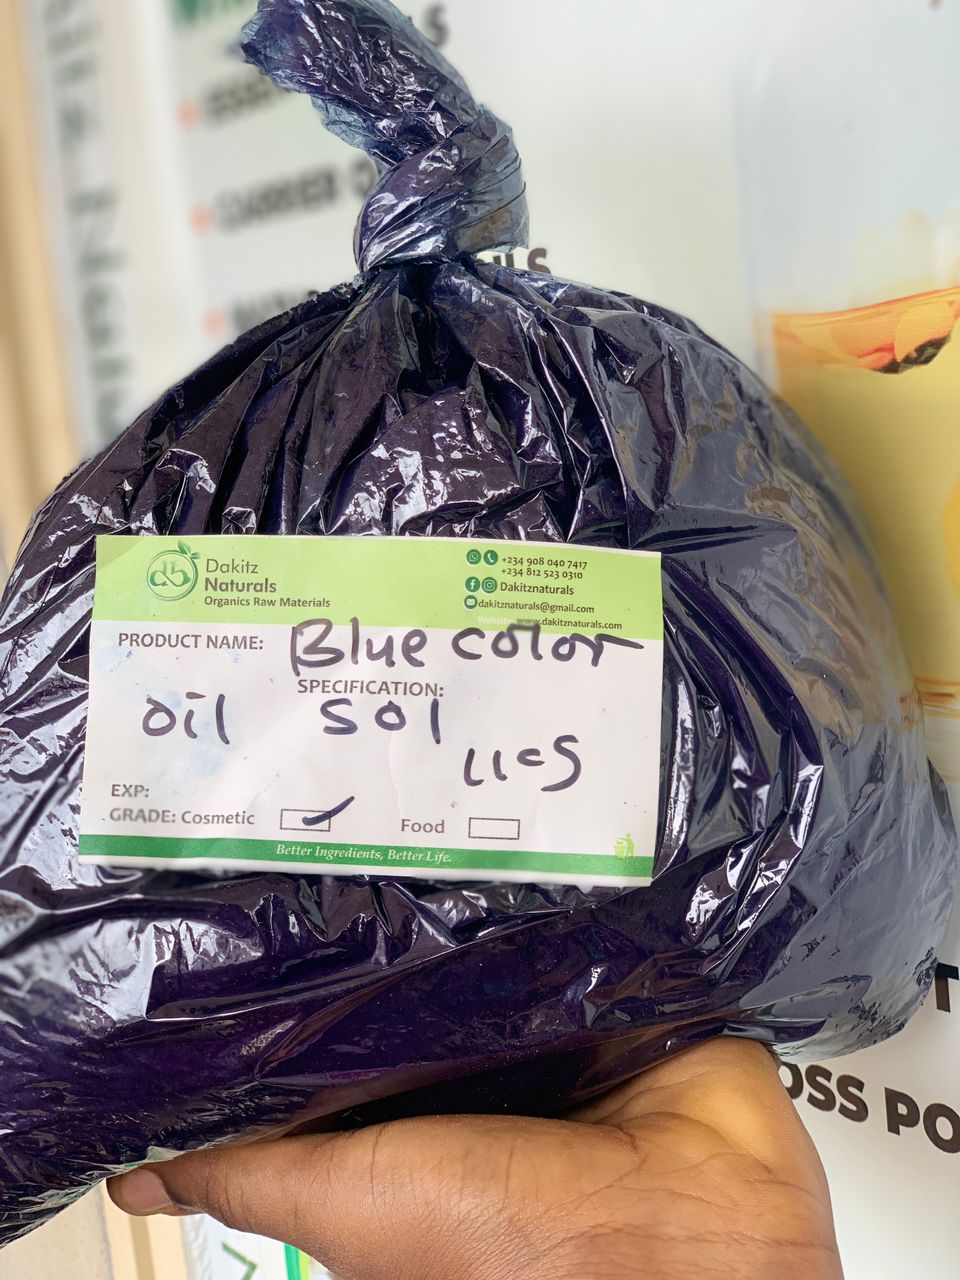 CARRIER
Dakitz
Naturals
Organics Raw Materials
+234 908 040 7417
+234 812 523 0310
Dakitznaturals
dakitznaturals@gmail.com
Website: www.dakitznaturals.com
PRODUCT NAME: Blue color
SPECIFICATION:
oil sol
EXP:
GRADE: Cosmetic Food
Better Ingredients, Better Life.
OSS PO